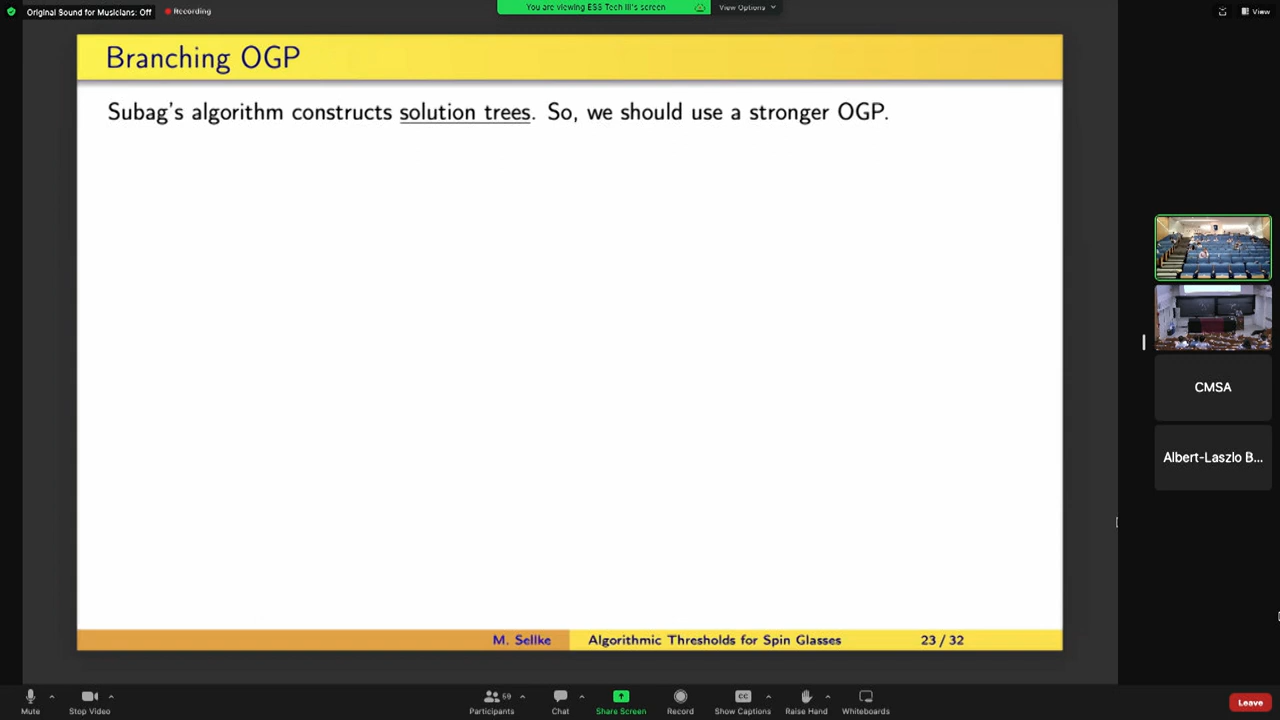 Original Sound for Musicians: Off
Recording
You are viewing ESS Tech III's screen
View Options
View
Branching OGP
Subag's algorithm constructs solution trees. So, we should use a stronger OGP.
CMSA
Albert-Laszlo B...
M. Sellke
Algorithmic Thresholds for Spin Glasses
23 / 32
Mute
Stop Video
Participants
59
Chat
Share Screen
Record
CC
Show Captions
Raise Hand
Whiteboards
Leave